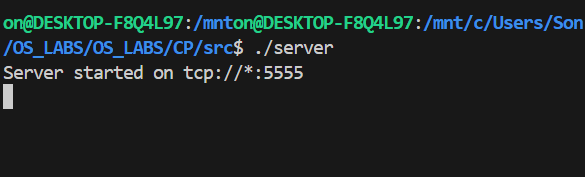 on@DESKTOP-F8Q4L97:/mnton@DESKTOP-F8Q4L97:/mnt/c/Users/Son
/OS_LABS/OS_LABS/CP/src$ ./server
Server started on tcp://*:5555